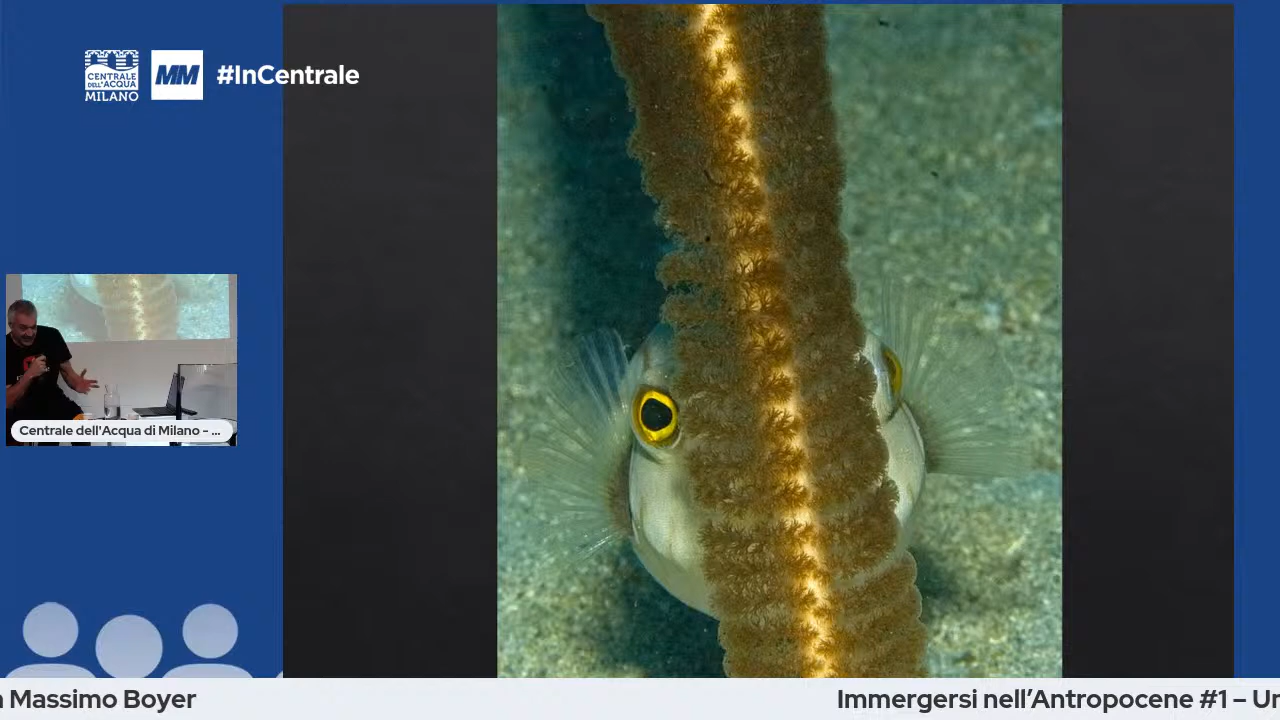 CENTRALE
DELL'ACQUA
MILANO
MM
#InCentrale
Centrale dell'Acqua di Milano - ...
Massimo Boyer
Immergersi nell'Antropocene #1 – Un